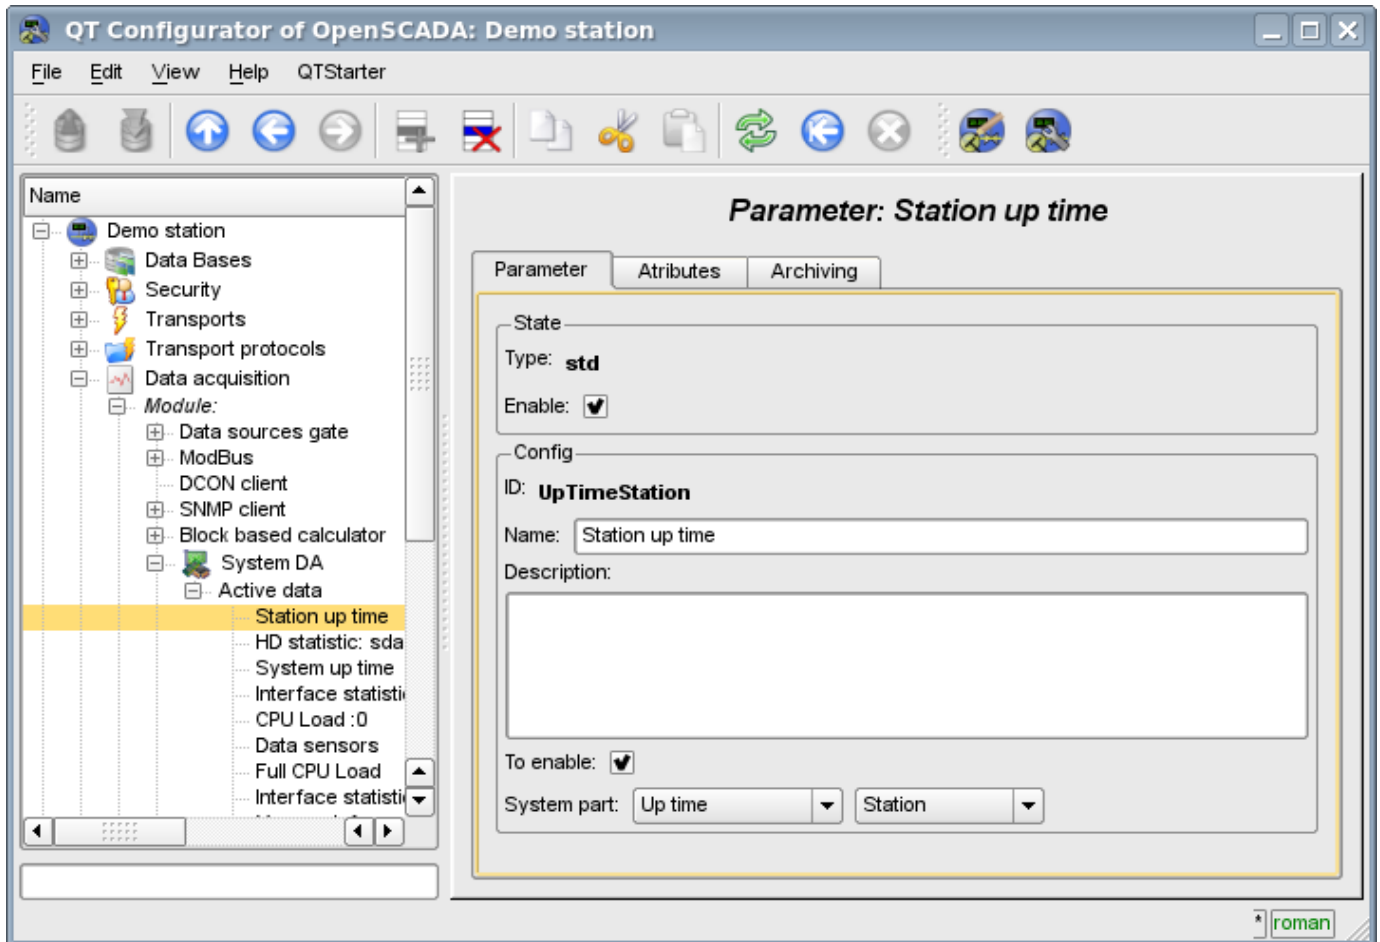 QT Configurator of OpenSCADA: Demo station
File Edit View Help QTStarter
Name
Demo station
Data Bases
Security
Transports
Transport protocols
Data acquisition
Module:
Data sources gate
ModBus
DCON client
SNMP client
Block based calculator
System DA
Active data
Station up time
HD statistic: sda
System up time
Interface statisti
CPU Load :0
Data sensors
Full CPU Load
Interface statisti
Parameter: Station up time
Parameter Atributes Archiving
State
Type: std
Enable:
Config
ID: UpTimeStation
Name: Station up time
Description:
To enable:
System part: Up time Station
* roman